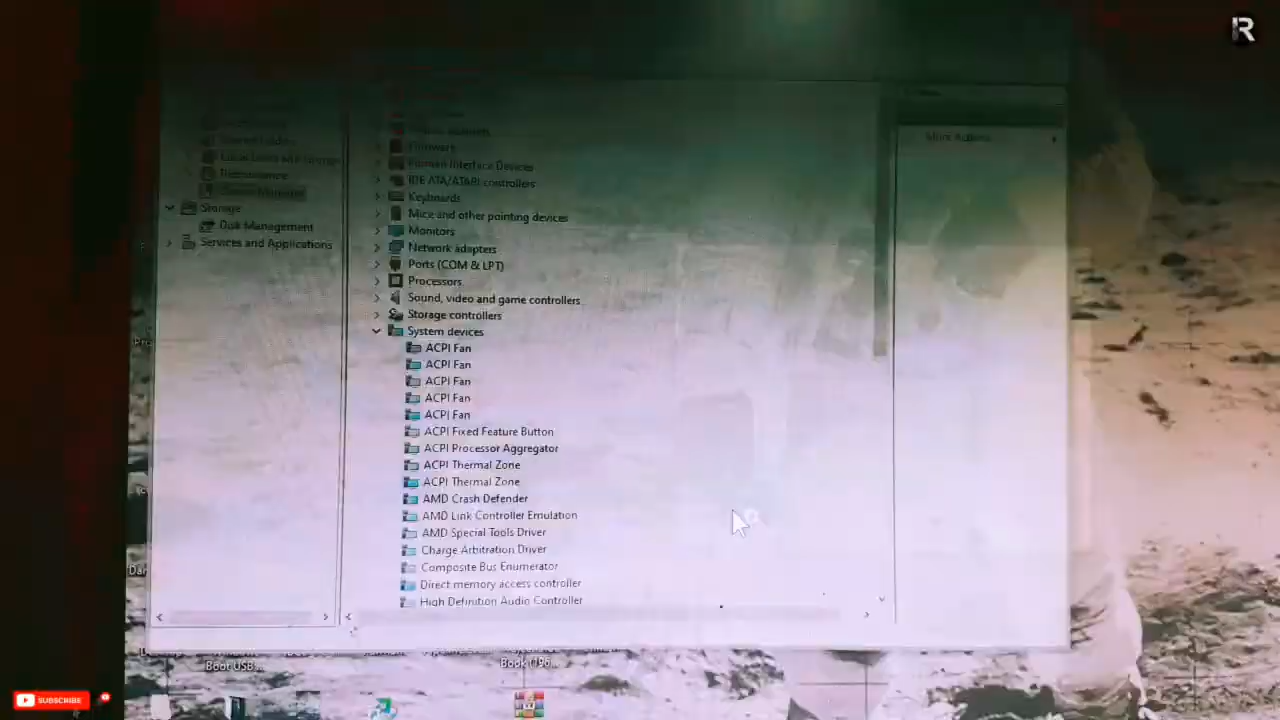 R
Human Interface Devices
IDE ATA/ATAPI controllers
Keyboards
Storage
Mice and other pointing devices
Disk Management
Monitors
Services and Applications
Network adapters
Ports (COM & LPT)
Processors
Sound, video and game controllers
Storage controllers
System devices
ACPI Fan
ACPI Fan
ACPI Fan
ACPI Fan
ACPI Fan
ACPI Fixed Feature Button
ACPI Processor Aggregator
ACPI Thermal Zone
ACPI Thermal Zone
AMD Crash Defender
AMD Link Controller Emulation
AMD Special Tools Driver
Charge Arbitration Driver
Composite Bus Enumerator
Direct memory access controller
High Definition Audio Controller
Boot USB...
SUBSCRIBE